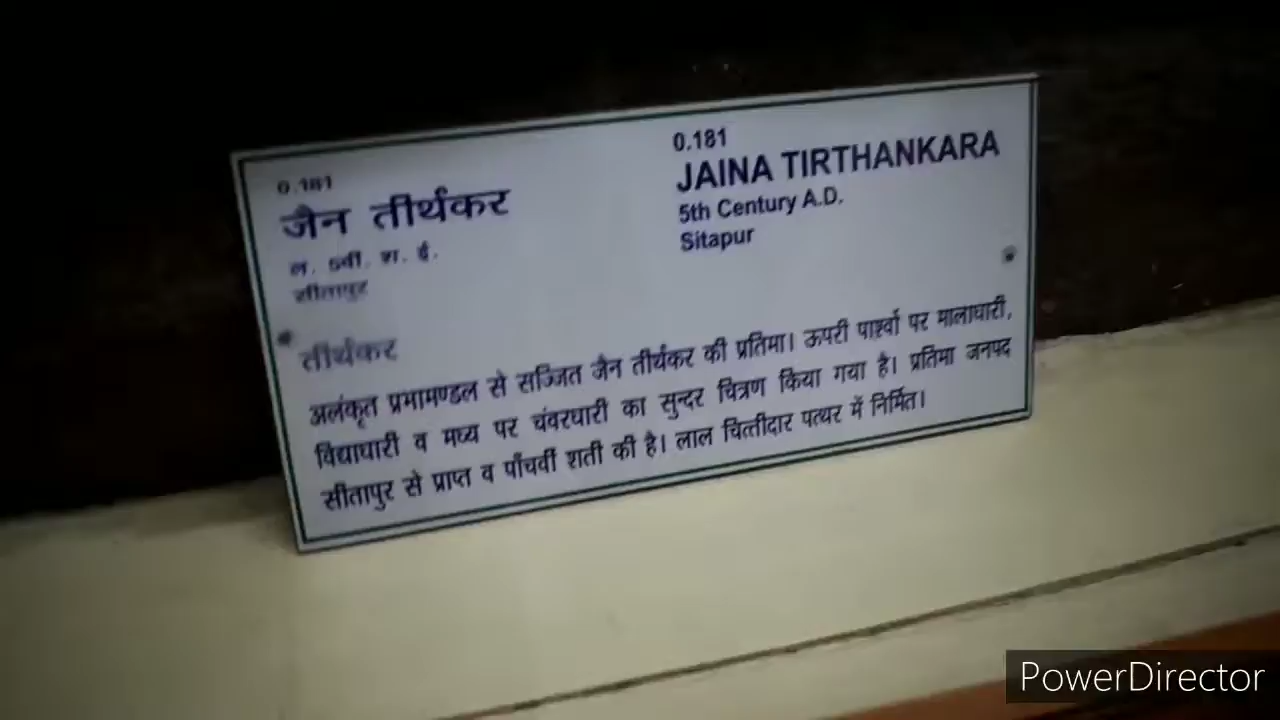 0.181
जैन तीर्थंकर
ल. 5वीं. श. ई.
सीतापुर
0.181
JAINA TIRTHANKARA
5th Century A.D.
Sitapur
तीर्थंकर
अलंकृत प्रभामण्डल से सज्जित जैन तीर्थंकर की प्रतिमा। ऊपरी पार्श्वों पर मालाधारी,
विद्याधारी व मध्य पर चंवरधारी का सुन्दर चित्रण किया गया है। प्रतिमा जनपद
सीतापुर से प्राप्त व पाँचवीं शती की है। लाल चित्तीदार पत्थर में निर्मित।
PowerDirector